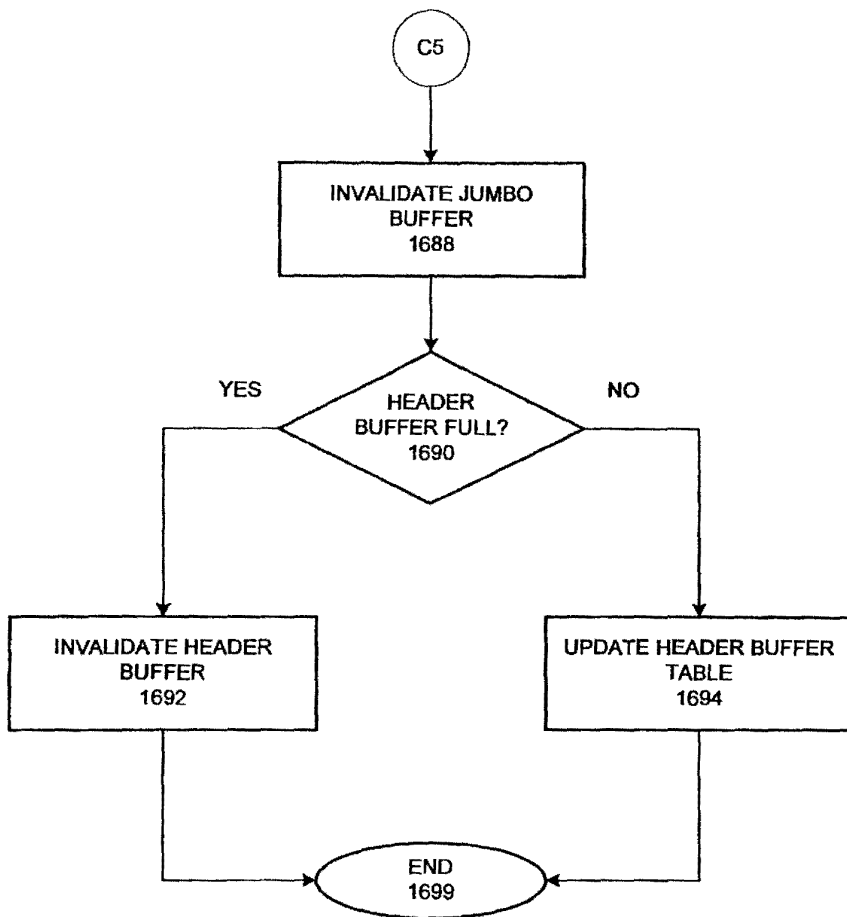 C5
INVALIDATE JUMBO
BUFFER
1688
YES
NO
HEADER
BUFFER FULL?
1690
INVALIDATE HEADER
BUFFER
1692
UPDATE HEADER BUFFER
TABLE
1694
END
1699